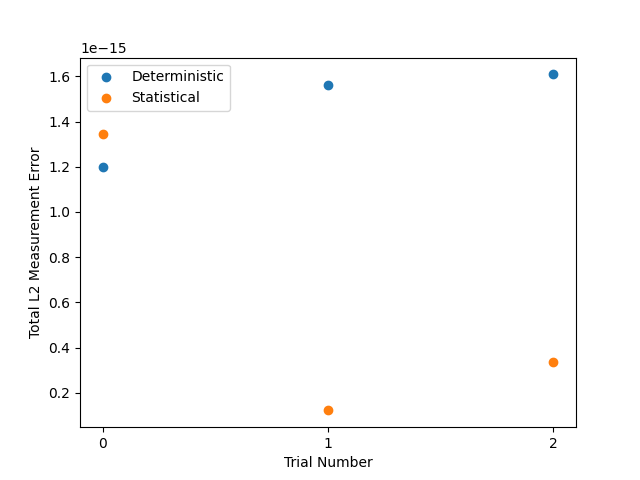 1e−15
Deterministic
Statistical
1.6
1.4
1.2
1.0
0.8
0.6
0.4
0.2
Total L2 Measurement Error
0 1 2
Trial Number